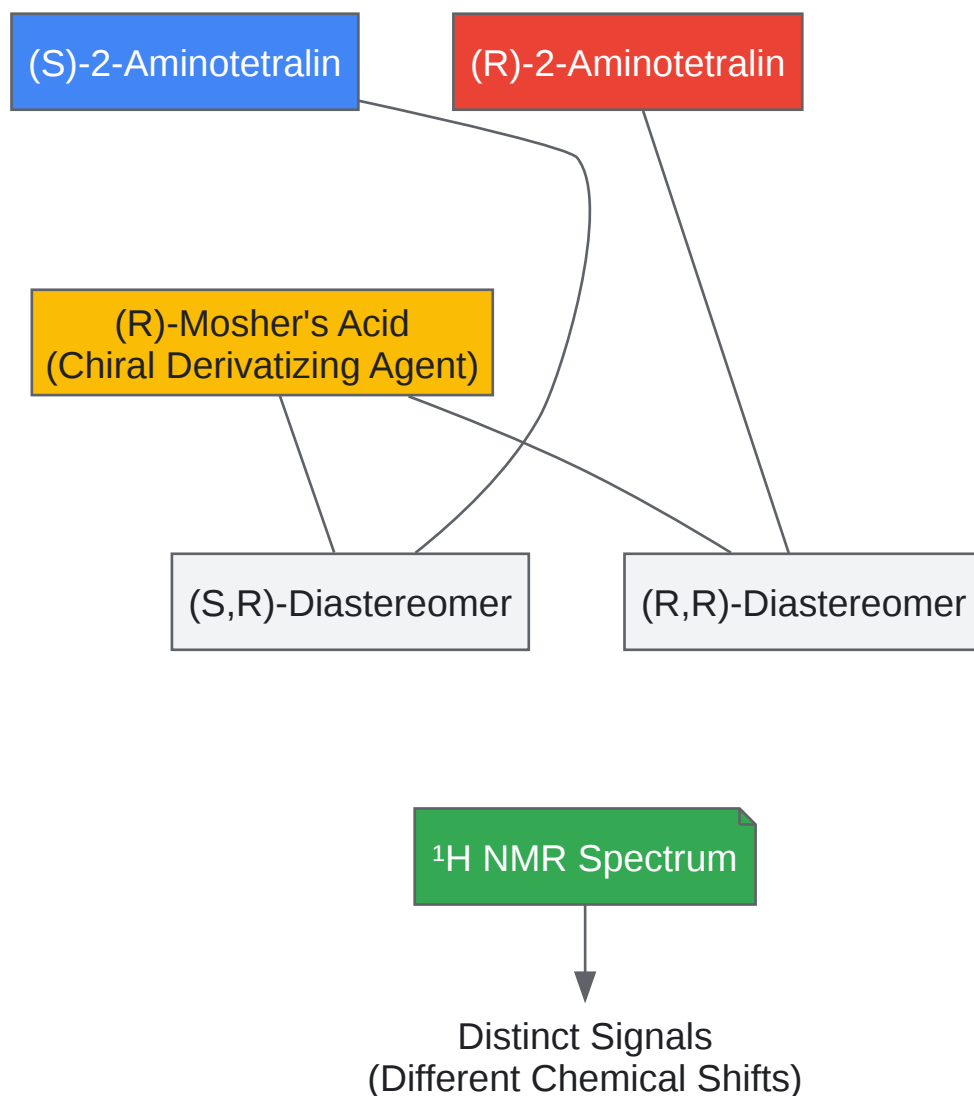 (S)-2-Aminotetralin
(R)-2-Aminotetralin
(R)-Mosher's Acid
(Chiral Derivatizing Agent)
(S,R)-Diastereomer
(R,R)-Diastereomer
¹H NMR Spectrum
Distinct Signals
(Different Chemical Shifts)